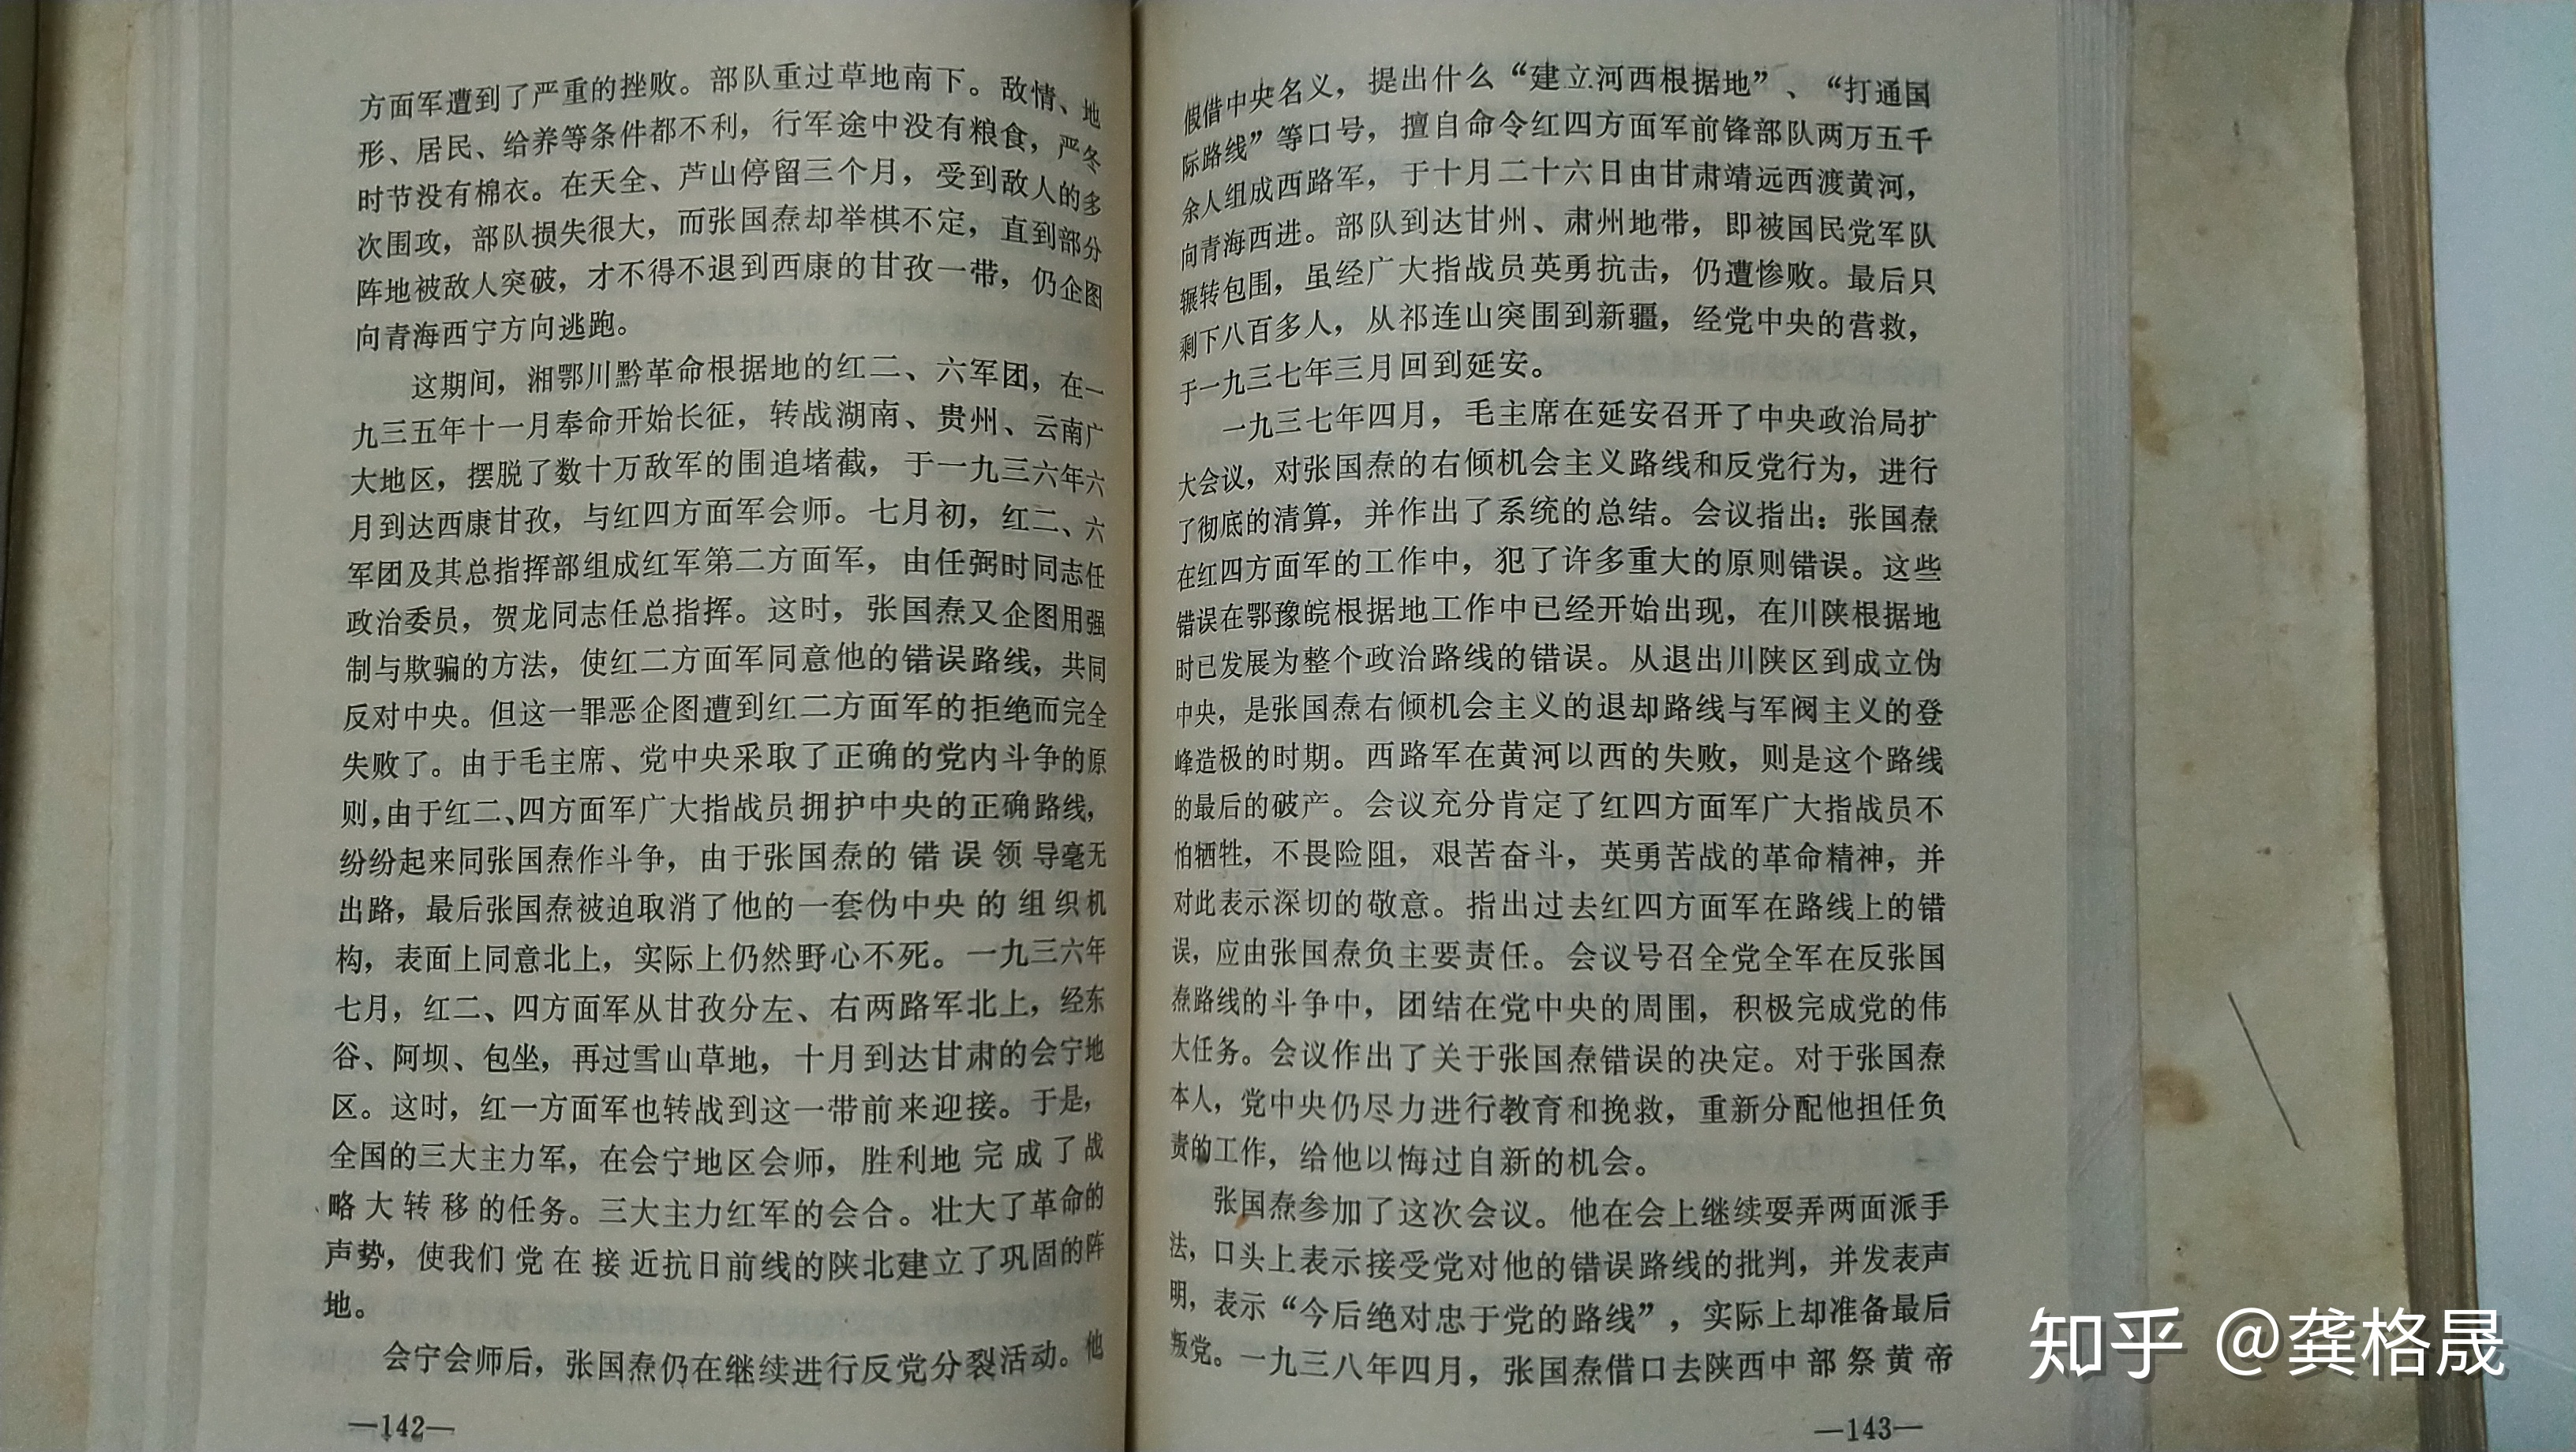 方面军遭到了严重的挫败。部队重过草地南下。敌情、地
形、居民、给养等条件都不利，行军途中没有粮食，严冬
时节没有棉衣。在天全、芦山停留三个月，受到敌人的多
次围攻，部队损失很大，而张国焘却举棋不定，直到部分
阵地被敌人突破，才不得不退到西康的甘孜一带，仍企图
向青海西宁方向逃跑。
这期间，湘鄂川黔革命根据地的红二、六军团，在一
九三五年十一月奉命开始长征，转战湖南、贵州、云南广
大地区，摆脱了数十万敌军的围追堵截，于一九三六年六
月到达西康甘孜，与红四方面军会师。七月初，红二、六
军团及其总指挥部组成红军第二方面军，由任弼时同志任
政治委员，贺龙同志任总指挥。这时，张国焘又企图用强
制与欺骗的方法，使红二方面军同意他的错误路线，共同
反对中央。但这一罪恶企图遭到红二方面军的拒绝而完全
失败了。由于毛主席、党中央采取了正确的党内斗争的原
则，由于红二、四方面军广大指战员拥护中央的正确路线，
纷纷起来同张国焘作斗争，由于张国焘的错误领导毫无
出路，最后张国焘被迫取消了他的一套伪中央的组织机
构，表面上同意北上，实际上仍然野心不死。一九三六年
七月，红二、四方面军从甘孜分左、右两路军北上，经东
谷、阿坝、包坐，再过雪山草地，十月到达甘肃的会宁地
区。这时，红一方面军也转战到这一带前来迎接。于是，
全国的三大主力军，在会宁地区会师，胜利地完成了战
略大转移的任务。三大主力红军的会合。壮大了革命的
声势，使我们党在接近抗日前线的陕北建立了巩固的阵
地。
会宁会师后，张国焘仍在继续进行反党分裂活动。他
—142—
假借中央名义，提出什么“建立河西根据地”、“打通国
际路线”等口号，擅自命令红四方面军前锋部队两万五千
余人组成西路军，于十月二十六日由甘肃靖远西渡黄河，
向青海西进。部队到达甘州、肃州地带，即被国民党军队
辗转包围，虽经广大指战员英勇抗击，仍遭惨败。最后只
剩下八百多人，从祁连山突围到新疆，经党中央的营救，
于一九三七年三月回到延安。
一九三七年四月，毛主席在延安召开了中央政治局扩
大会议，对张国焘的右倾机会主义路线和反党行为，进行
了彻底的清算，并作出了系统的总结。会议指出：张国焘
在红四方面军的工作中，犯了许多重大的原则错误。这些
错误在鄂豫皖根据地工作中已经开始出现，在川陕根据地
时已发展为整个政治路线的错误。从退出川陕区到成立伪
中央，是张国焘右倾机会主义的退却路线与军阀主义的登
峰造极的时期。西路军在黄河以西的失败，则是这个路线
的最后的破产。会议充分肯定了红四方面军广大指战员不
怕牺牲，不畏险阻，艰苦奋斗，英勇苦战的革命精神，并
对此表示深切的敬意。指出过去红四方面军在路线上的错
误，应由张国焘负主要责任。会议号召全党全军在反张国
焘路线的斗争中，团结在党中央的周围，积极完成党的伟
大任务。会议作出了关于张国焘错误的决定。对于张国焘
本人，党中央仍尽力进行教育和挽救，重新分配他担任负
责的工作，给他以悔过自新的机会。
张国焘参加了这次会议。他在会上继续耍弄两面派手
法，口头上表示接受党对他的错误路线的批判，并发表声
明，表示“今后绝对忠于党的路线”，实际上却准备最后
叛党。一九三八年四月，张国焘借口去陕西中部祭黄帝
—143—
知乎 @龚格晟